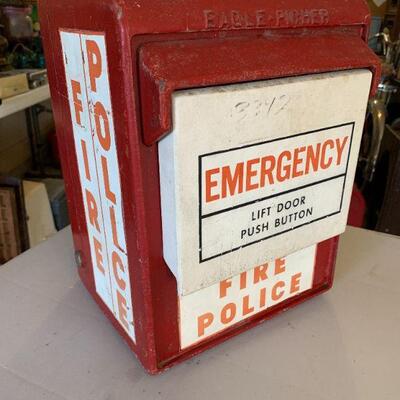 EAGLE-PICHER
3342
EMERGENCY
LIFT DOOR
PUSH BUTTON
FIRE
POLICE
POLICE
FIRE